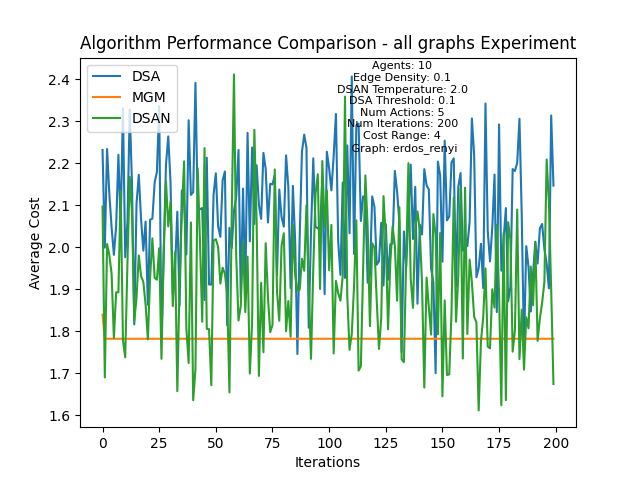 Algorithm Performance Comparison - all graphs Experiment
DSA
MGM
DSAN
Agents: 10
Edge Density: 0.1
DSAN Temperature: 2.0
DSA Threshold: 0.1
Num Actions: 5
Num Iterations: 200
Cost Range: 4
Graph: erdos_renyi
Average Cost
2.4
2.3
2.2
2.1
2.0
1.9
1.8
1.7
1.6
0 25 50 75 100 125 150 175 200
Iterations